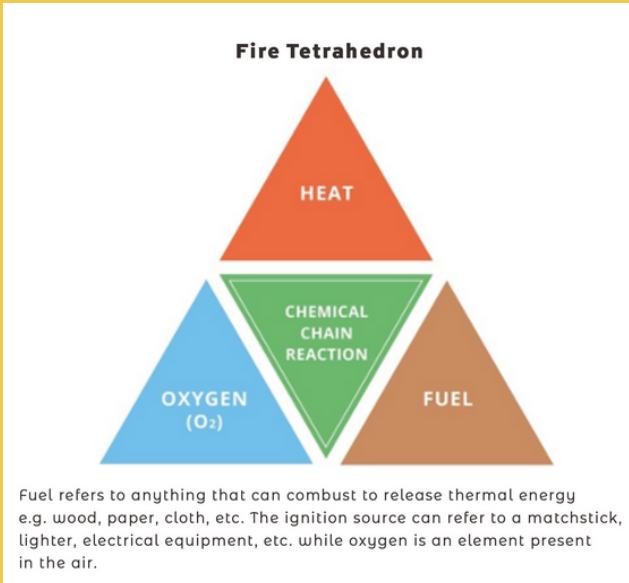 Fire Tetrahedron
HEAT
CHEMICAL
CHAIN
REACTION
OXYGEN
(O₂)
FUEL
Fuel refers to anything that can combust to release thermal energy
e.g. wood, paper, cloth, etc. The ignition source can refer to a matchstick,
lighter, electrical equipment, etc. while oxygen is an element present
in the air.